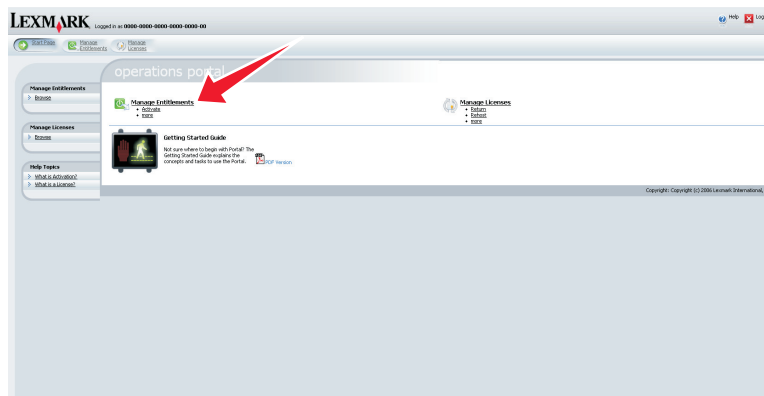 LEXMARK Logged in as 0000-0000-0000-0000-0000-00
Help Log
Start Page
Manage Entitlements
Manage Licenses
operations portal
Manage Entitlements
Browse
Manage Licenses
Browse
Help Topics
What is Activation?
What is a License?
Manage Entitlements
Activate
more
Manage Licenses
Return
Rehost
more
Getting Started Guide
Not sure where to begin with Portal? The
Getting Started Guide explains the
concepts and tasks to use the Portal.
PDF Version
Copyright: Copyright (c) 2006 Lexmark International,